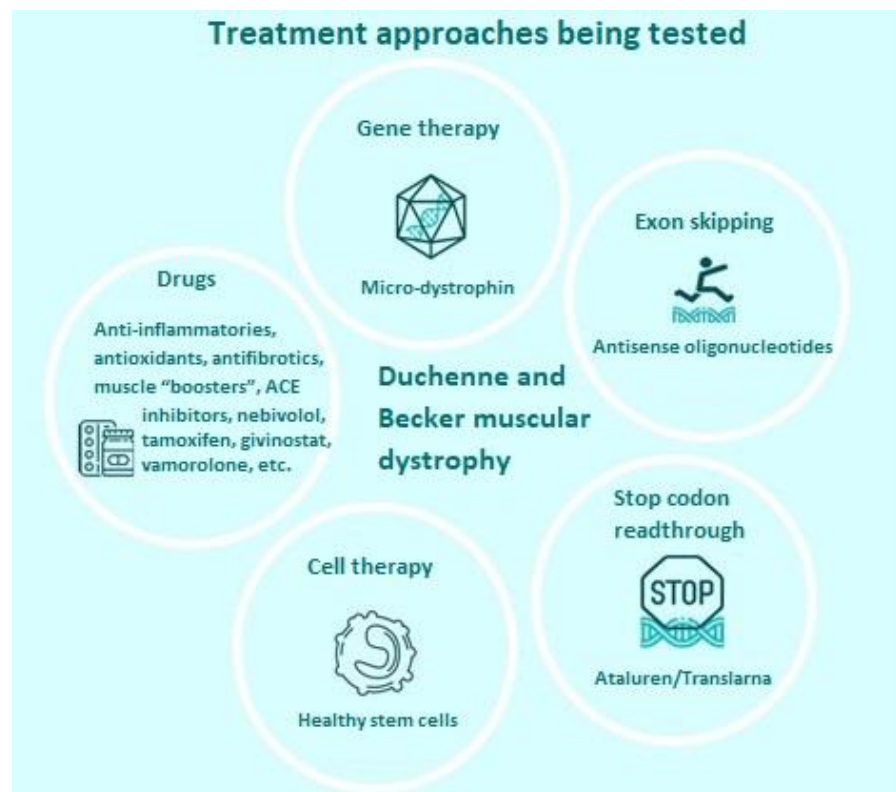 Treatment approaches being tested
Gene therapy
Micro-dystrophin
Exon skipping
Antisense oligonucleotides
Drugs
Anti-inflammatories,
antioxidants, antifibrotics,
muscle “boosters”, ACE
inhibitors, nebivolol,
tamoxifen, givinostat,
vamorolone, etc.
Duchenne and
Becker muscular
dystrophy
Stop codon
readthrough
STOP
Ataluren/Translarna
Cell therapy
Healthy stem cells